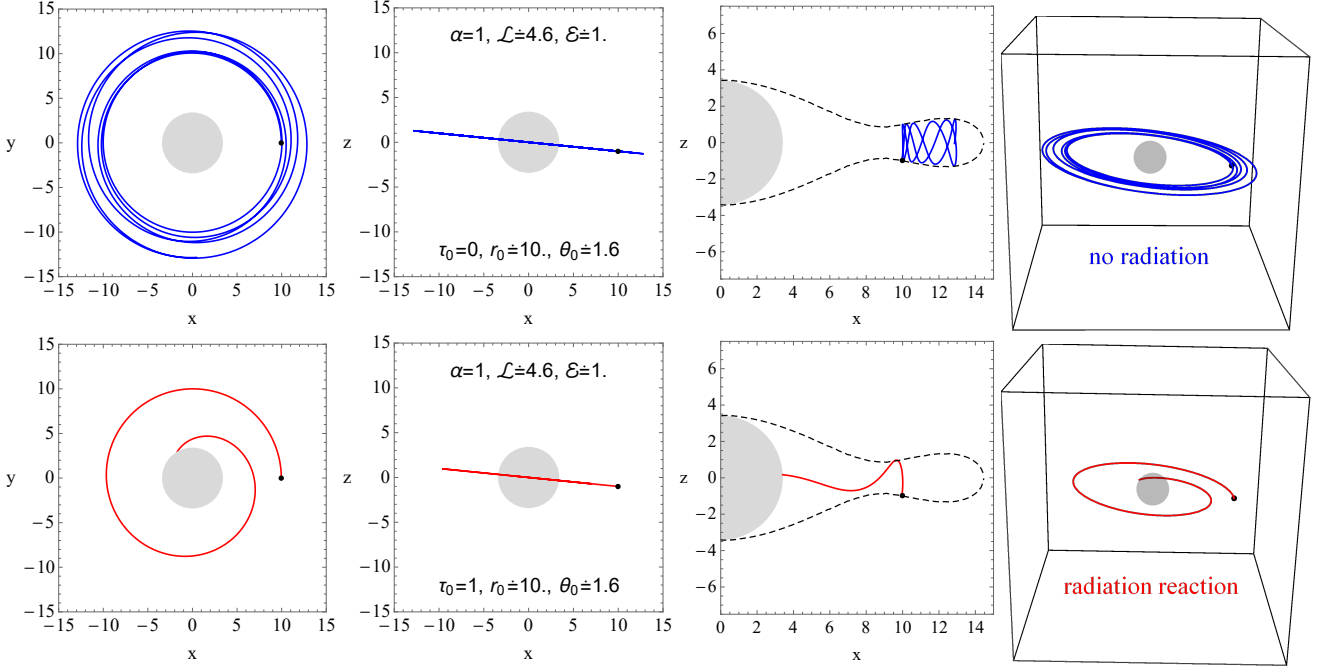 15
10
5
0
−5
−10
−15
y
−15 −10 −5 0 5 10 15
x
15
10
5
0
−5
−10
−15
z
α=1, ℒ≐4.6, ℰ≐1.
τ₀=0, r₀≐10., θ₀≐1.6
−15 −10 −5 0 5 10 15
x
6
4
2
0
−2
−4
−6
z
0 2 4 6 8 10 12 14
x
no radiation
15
10
5
0
−5
−10
−15
y
−15 −10 −5 0 5 10 15
x
15
10
5
0
−5
−10
−15
z
α=1, ℒ≐4.6, ℰ≐1.
τ₀=1, r₀≐10., θ₀≐1.6
−15 −10 −5 0 5 10 15
x
6
4
2
0
−2
−4
−6
z
0 2 4 6 8 10 12 14
x
radiation reaction